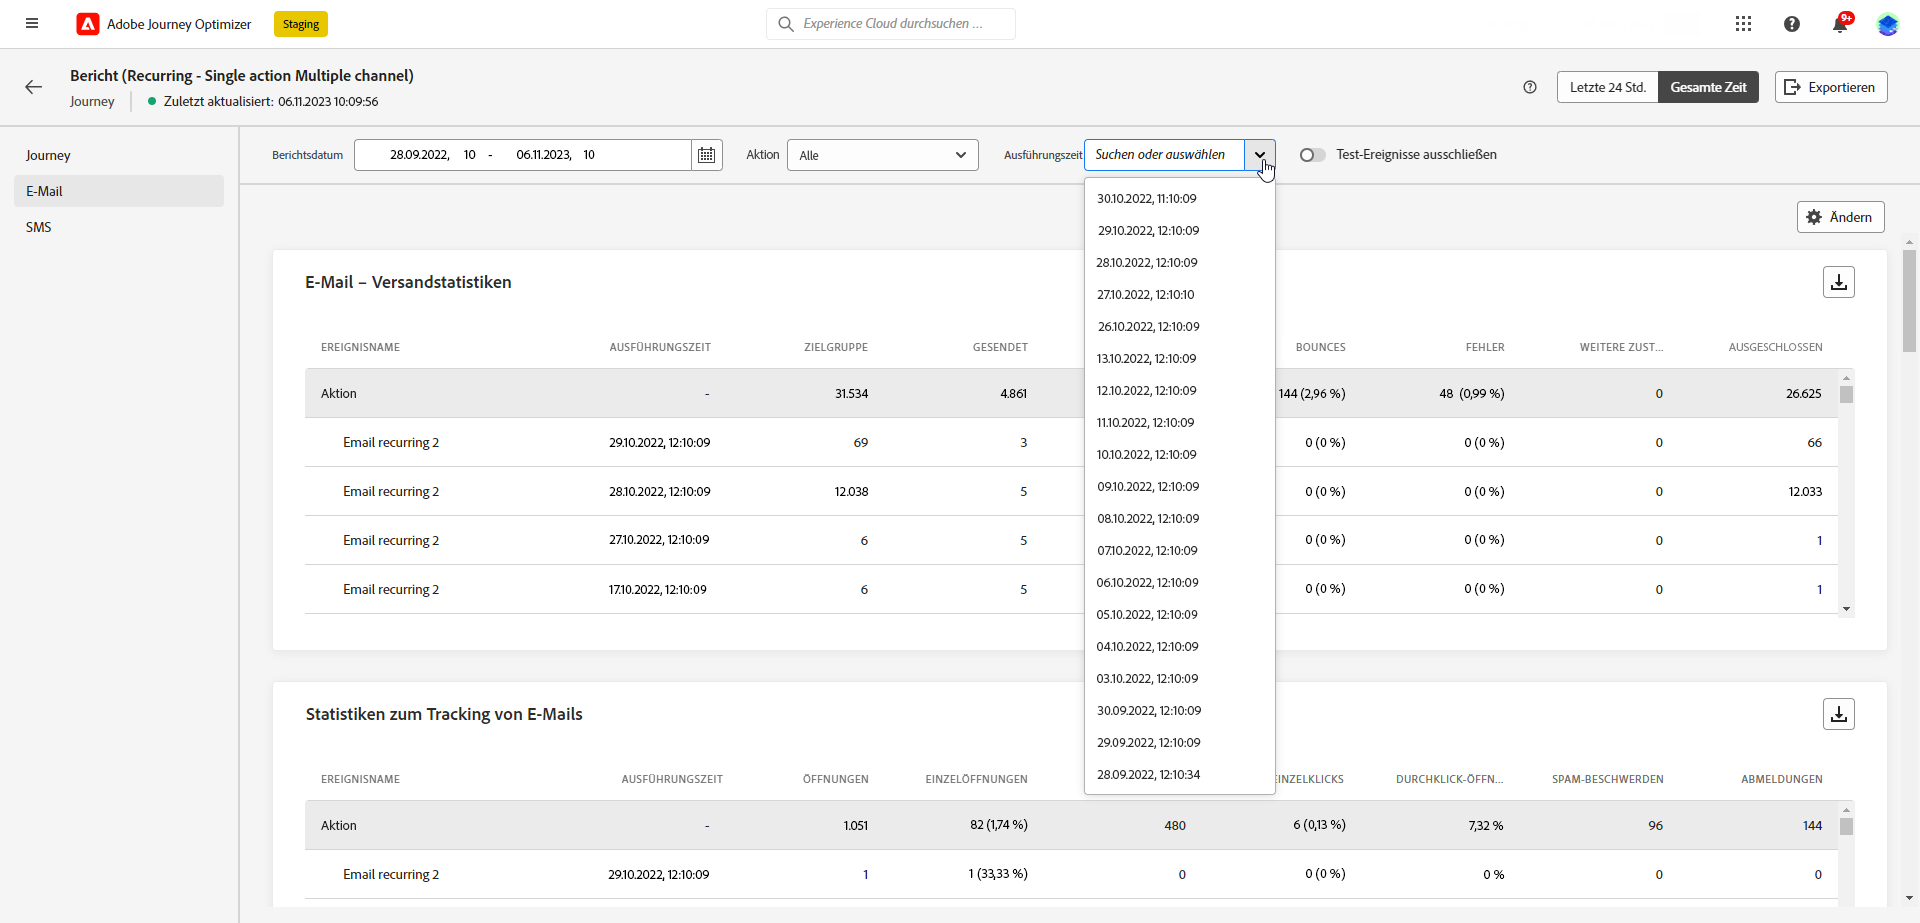 Adobe Journey Optimizer
Staging
Experience Cloud durchsuchen ...
9+
Bericht (Recurring - Single action Multiple channel)
Journey
Zuletzt aktualisiert: 06.11.2023 10:09:56
Letzte 24 Std.
Gesamte Zeit
Exportieren
Journey
E-Mail
SMS
Berichtsdatum
28.09.2022, 10 - 06.11.2023, 10
Aktion
Alle
Ausführungszeit
Suchen oder auswählen
Test-Ereignisse ausschließen
30.10.2022, 11:10:09
29.10.2022, 12:10:09
28.10.2022, 12:10:09
27.10.2022, 12:10:10
26.10.2022, 12:10:09
13.10.2022, 12:10:09
12.10.2022, 12:10:09
11.10.2022, 12:10:09
10.10.2022, 12:10:09
09.10.2022, 12:10:09
08.10.2022, 12:10:09
07.10.2022, 12:10:09
06.10.2022, 12:10:09
05.10.2022, 12:10:09
04.10.2022, 12:10:09
03.10.2022, 12:10:09
30.09.2022, 12:10:09
29.09.2022, 12:10:09
28.09.2022, 12:10:34
Ändern
E-Mail – Versandstatistiken
EREIGNISNAME AUSFÜHRUNGSZEIT ZIELGRUPPE GESENDET BOUNCES FEHLER WEITERE ZUST... AUSGESCHLOSSEN
Aktion - 31.534 4.861 144 (2,96 %) 48 (0,99 %) 0 26.625
Email recurring 2 29.10.2022, 12:10:09 69 3 0 (0 %) 0 (0 %) 0 66
Email recurring 2 28.10.2022, 12:10:09 12.038 5 0 (0 %) 0 (0 %) 0 12.033
Email recurring 2 27.10.2022, 12:10:09 6 5 0 (0 %) 0 (0 %) 0 1
Email recurring 2 17.10.2022, 12:10:09 6 5 0 (0 %) 0 (0 %) 0 1
Statistiken zum Tracking von E-Mails
EREIGNISNAME AUSFÜHRUNGSZEIT ÖFFNUNGEN EINZELÖFFNUNGEN EINZELKLICKS DURCHKLICK-ÖFFN... SPAM-BESCHWERDEN ABMELDUNGEN
Aktion - 1.051 82 (1,74 %) 480 6 (0,13 %) 7,32 % 96 144
Email recurring 2 29.10.2022, 12:10:09 1 1 (33,33 %) 0 0 (0 %) 0 % 0 0